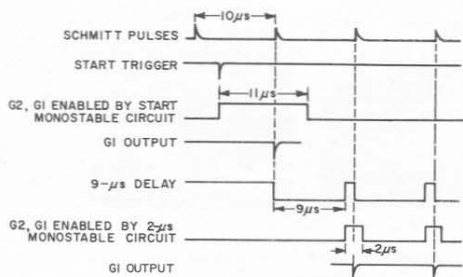 10μs
SCHMITT PULSES
START TRIGGER
11μs
G2, G1 ENABLED BY START
MONOSTABLE CIRCUIT
G1 OUTPUT
9-μs DELAY
9μs
G2, G1 ENABLED BY 2-μs
MONOSTABLE CIRCUIT
2μs
G1 OUTPUT